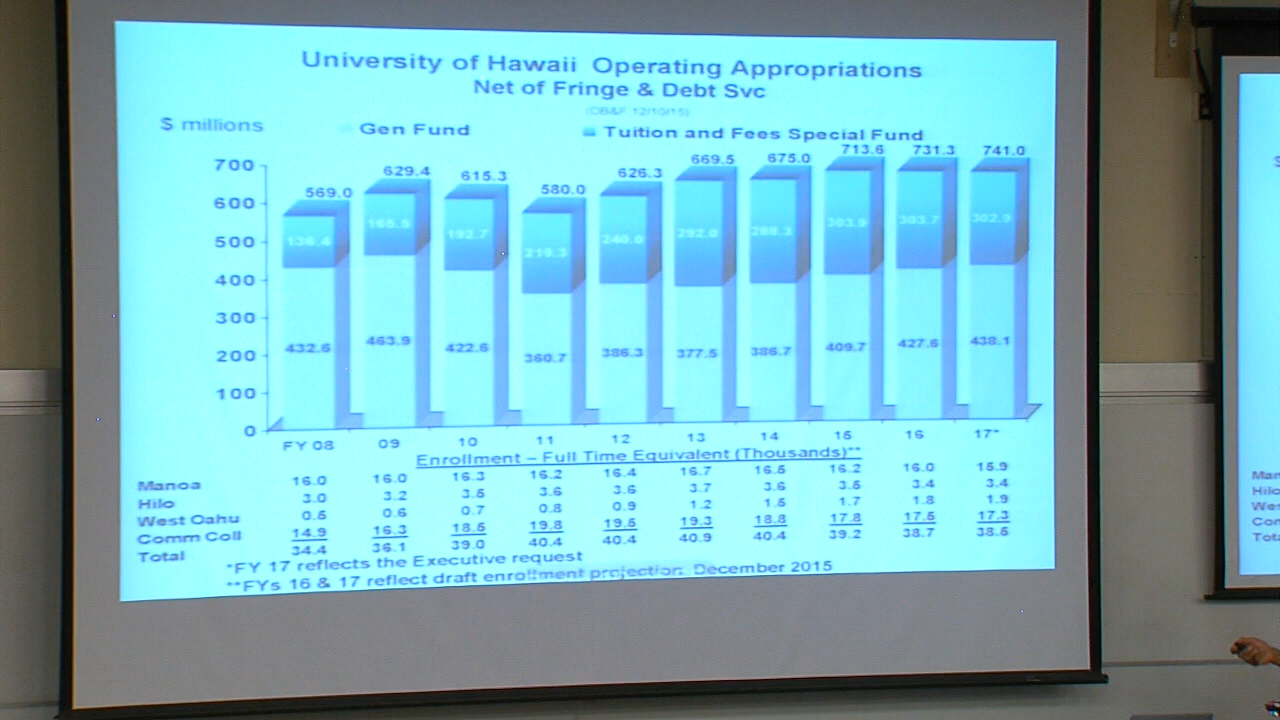 University of Hawaii Operating Appropriations
Net of Fringe & Debt Svc
(OB&F 12/10/15)
$ millions Gen Fund Tuition and Fees Special Fund
569.0 629.4 615.3 580.0 626.3 669.5 675.0 713.6 731.3 741.0
700
600
500
400
300
200
100
0
136.4 165.5 192.7 219.3 240.0 292.0 288.3 303.9 303.7 302.9
432.6 463.9 422.6 360.7 386.3 377.5 386.7 409.7 427.6 438.1
FY 08 09 10 11 12 13 14 15 16 17*
Enrollment – Full Time Equivalent (Thousands)**
Manoa 16.0 16.0 16.3 16.2 16.4 16.7 16.5 16.2 16.0 15.9
Hilo 3.0 3.2 3.5 3.6 3.6 3.7 3.6 3.5 3.4 3.4
West Oahu 0.5 0.6 0.7 0.8 0.9 1.2 1.5 1.7 1.8 1.9
Comm Coll 14.9 16.3 18.5 19.8 19.5 19.3 18.8 17.8 17.5 17.3
Total 34.4 36.1 39.0 40.4 40.4 40.9 40.4 39.2 38.7 38.5
*FY 17 reflects the Executive request
**FYs 16 & 17 reflect draft enrollment projection, December 2015
$
Man
Hilo
Wes
Con
Tota